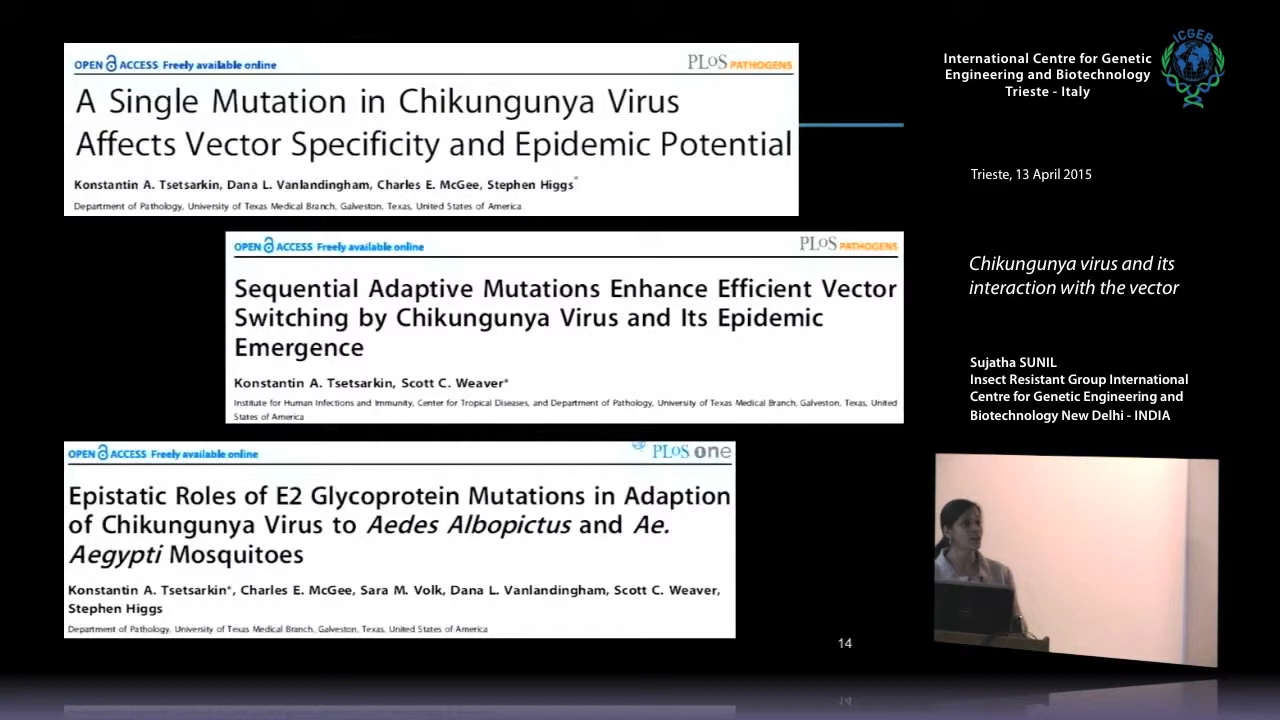 OPEN ACCESS Freely available online
PLoS PATHOGENS
A Single Mutation in Chikungunya Virus
Affects Vector Specificity and Epidemic Potential
Konstantin A. Tsetsarkin, Dana L. Vanlandingham, Charles E. McGee, Stephen Higgs*
Department of Pathology, University of Texas Medical Branch, Galveston, Texas, United States of America
OPEN ACCESS Freely available online
PLoS PATHOGENS
Sequential Adaptive Mutations Enhance Efficient Vector
Switching by Chikungunya Virus and Its Epidemic
Emergence
Konstantin A. Tsetsarkin, Scott C. Weaver*
Institute for Human Infections and Immunity, Center for Tropical Diseases, and Department of Pathology, University of Texas Medical Branch, Galveston, Texas, United
States of America
OPEN ACCESS Freely available online
PLoS one
Epistatic Roles of E2 Glycoprotein Mutations in Adaption
of Chikungunya Virus to Aedes Albopictus and Ae.
Aegypti Mosquitoes
Konstantin A. Tsetsarkin*, Charles E. McGee, Sara M. Volk, Dana L. Vanlandingham, Scott C. Weaver,
Stephen Higgs
Department of Pathology, University of Texas Medical Branch, Galveston, Texas, United States of America
14
International Centre for Genetic
Engineering and Biotechnology
Trieste - Italy
ICGEB
Trieste, 13 April 2015
Chikungunya virus and its
interaction with the vector
Sujatha SUNIL
Insect Resistant Group International
Centre for Genetic Engineering and
Biotechnology New Delhi - INDIA